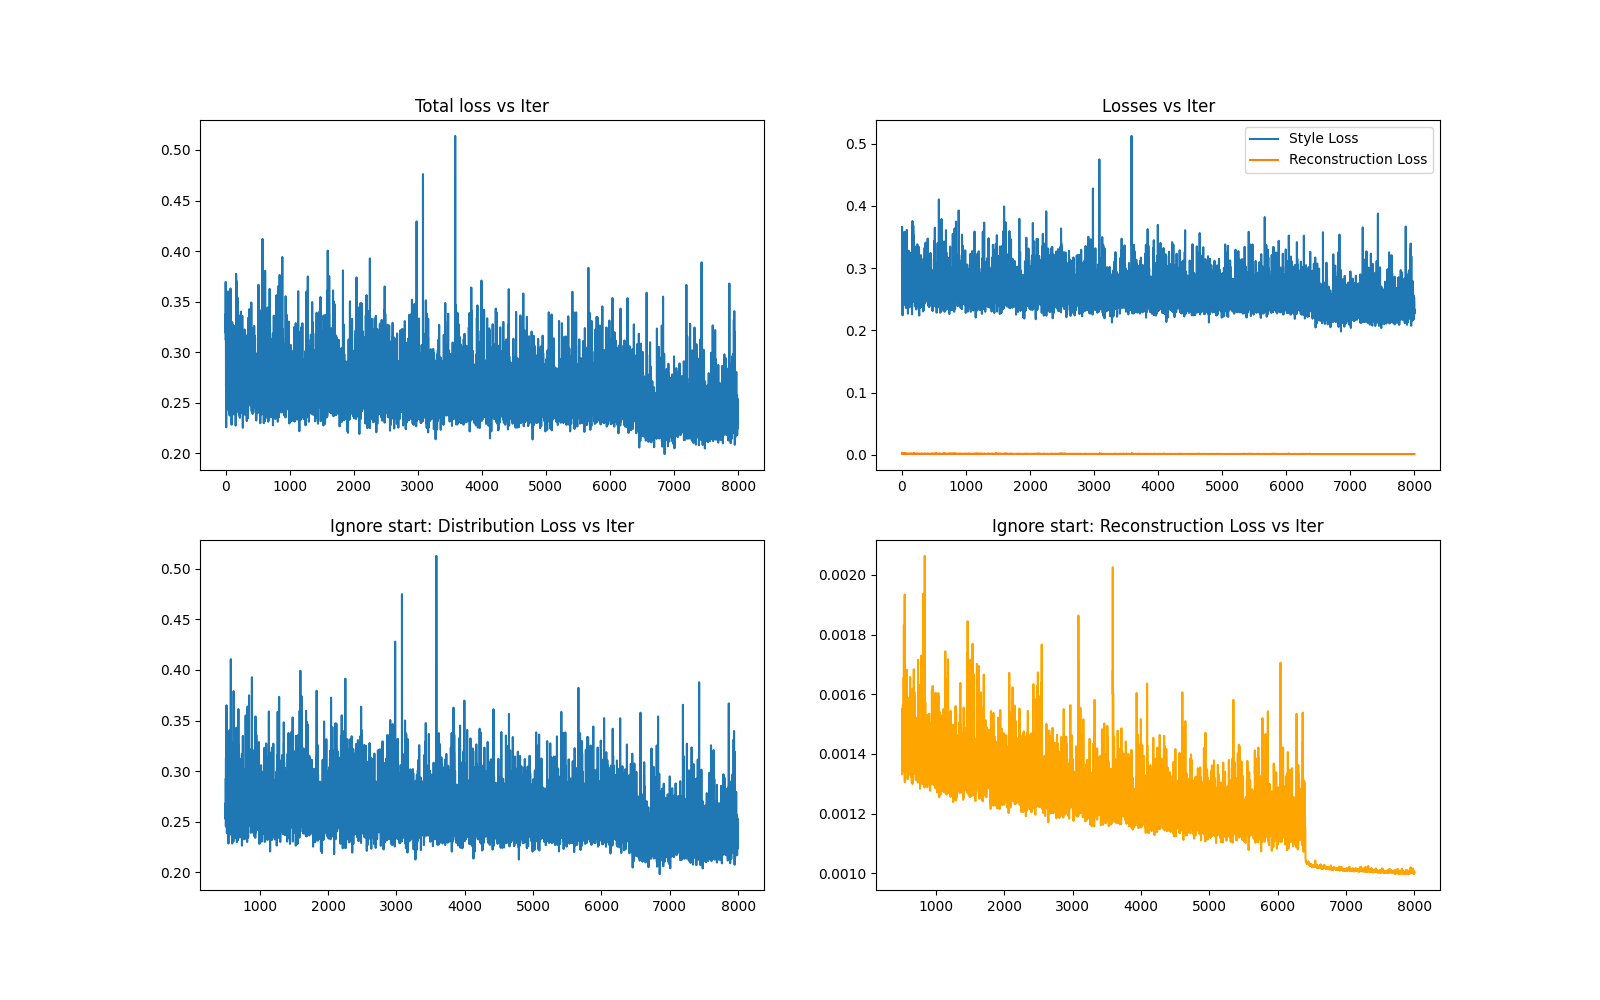 Total loss vs Iter
0.50
0.45
0.40
0.35
0.30
0.25
0.20
0 1000 2000 3000 4000 5000 6000 7000 8000
Losses vs Iter
Style Loss
Reconstruction Loss
0.5
0.4
0.3
0.2
0.1
0.0
0 1000 2000 3000 4000 5000 6000 7000 8000
Ignore start: Distribution Loss vs Iter
0.50
0.45
0.40
0.35
0.30
0.25
0.20
1000 2000 3000 4000 5000 6000 7000 8000
Ignore start: Reconstruction Loss vs Iter
0.0020
0.0018
0.0016
0.0014
0.0012
0.0010
1000 2000 3000 4000 5000 6000 7000 8000